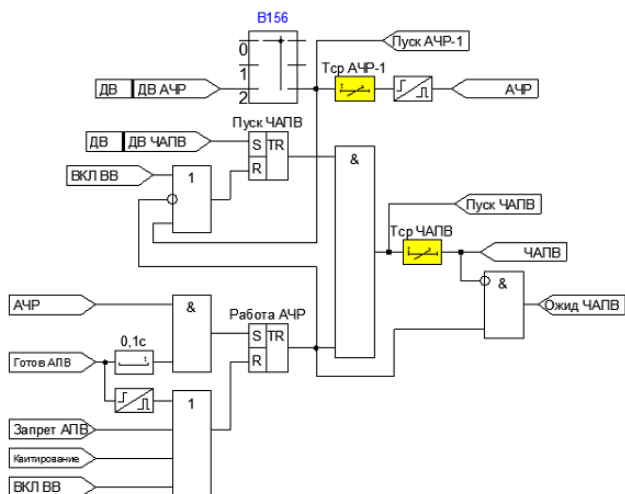 В156
0
1
2
Пуск АЧР-1
Тср АЧР-1
ДВ ДВ АЧР
АЧР
Пуск ЧАПВ
ДВ ДВ ЧАПВ
S TR
R
&
ВКЛ ВВ
1
Пуск ЧАПВ
Тср ЧАПВ
ЧАПВ
&
Ожид ЧАПВ
АЧР
&
Работа АЧР
S TR
R
0,1с
Готов АПВ
1
Запрет АПВ
Квитирование
ВКЛ ВВ